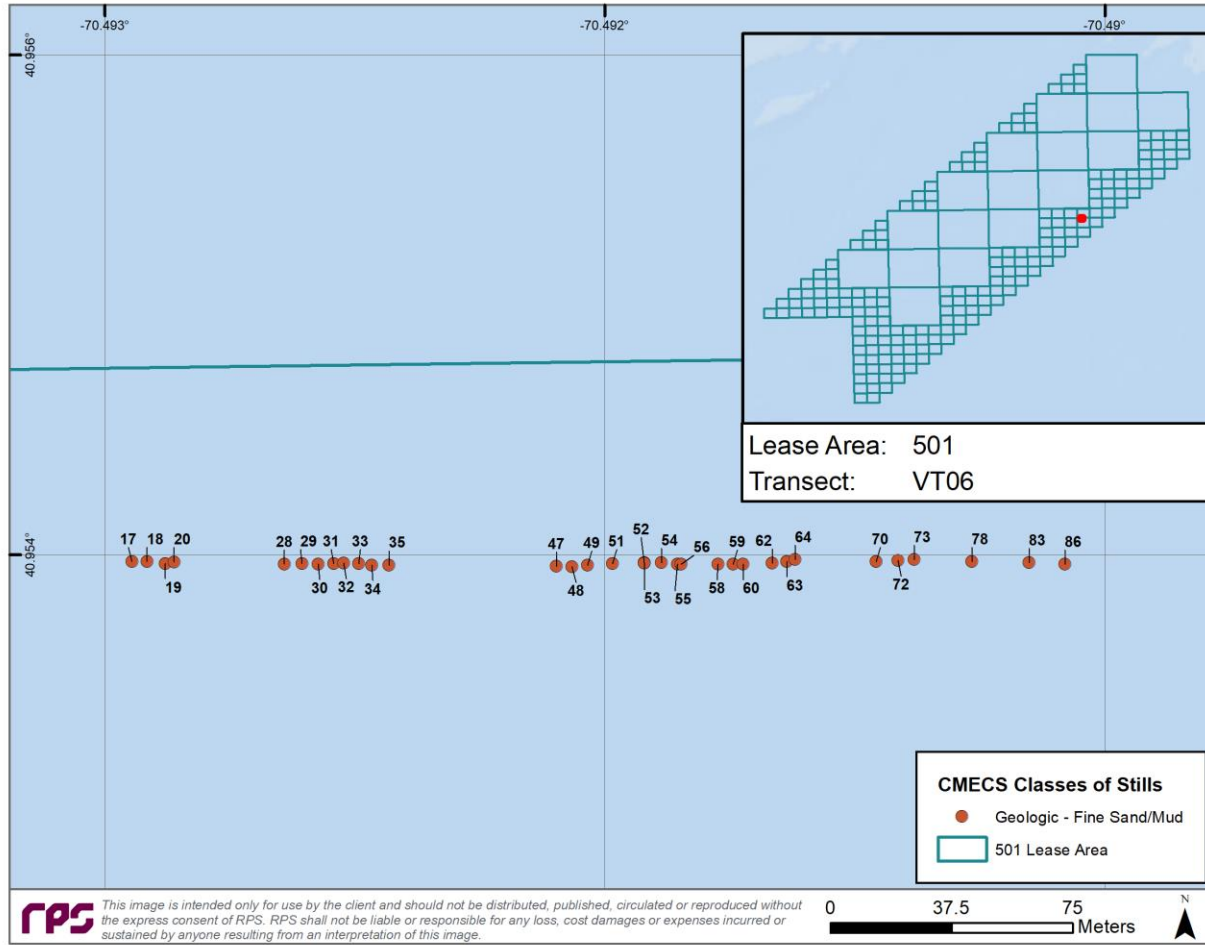 -70.493°
-70.492°
-70.49°
40.956°
Lease Area: 501
Transect: VT06
52 54 59 62 64
17 18 20 28 29 31 33 35 47 49 51 56 70 73 78 83 86
40.954°
19 30 32 34 48 53 55 58 60 63 72
CMECS Classes of Stills
Geologic - Fine Sand/Mud
501 Lease Area
rps
This image is intended only for use by the client and should not be distributed, published, circulated or reproduced without
the express consent of RPS. RPS shall not be liable or responsible for any loss, cost damages or expenses incurred or
sustained by anyone resulting from an interpretation of this image.
0 37.5 75
Meters
N